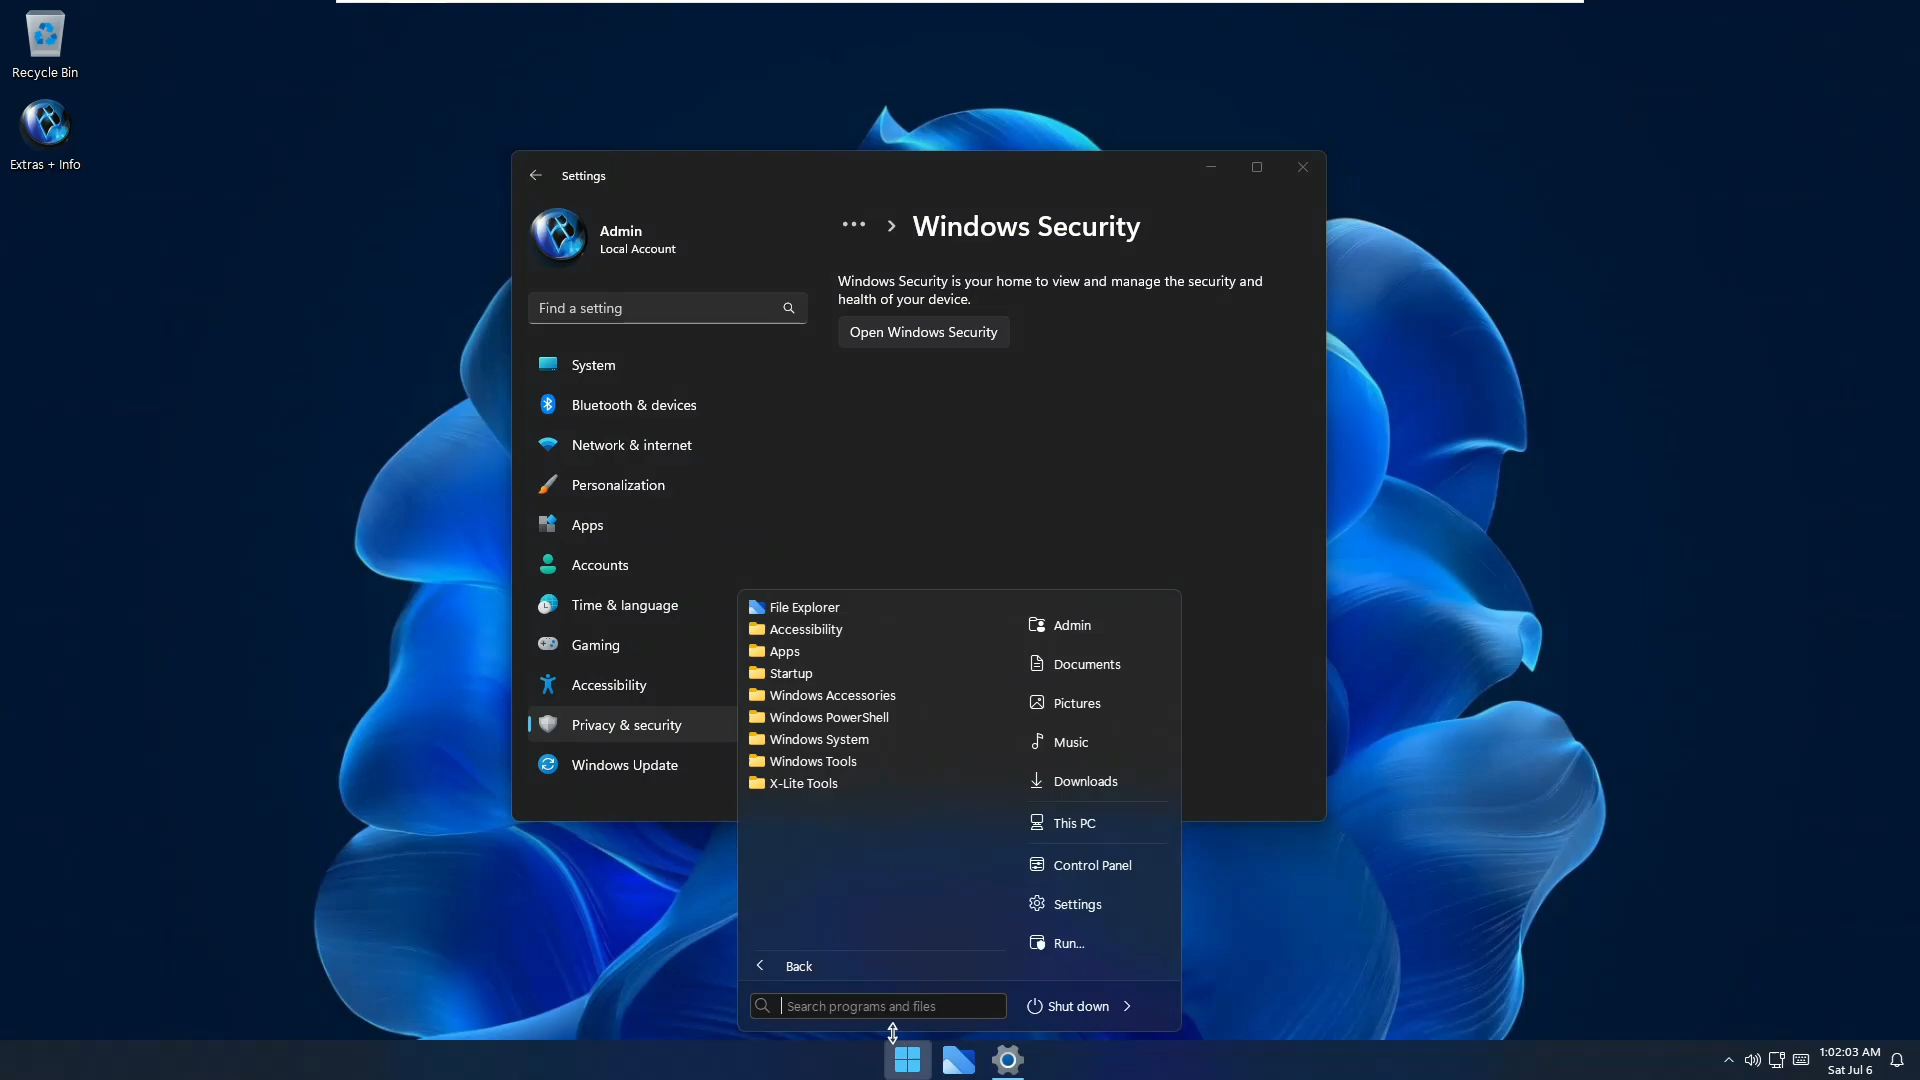 Recycle Bin
Extras + Info
Settings
Admin
Local Account
Find a setting
System
Bluetooth & devices
Network & internet
Personalization
Apps
Accounts
Time & language
Gaming
Accessibility
Privacy & security
Windows Update
Windows Security
Windows Security is your home to view and manage the security and
health of your device.
Open Windows Security
File Explorer
Accessibility
Apps
Startup
Windows Accessories
Windows PowerShell
Windows System
Windows Tools
X-Lite Tools
Back
Search programs and files
Admin
Documents
Pictures
Music
Downloads
This PC
Control Panel
Settings
Run...
Shut down
1:02:03 AM
Sat Jul 6